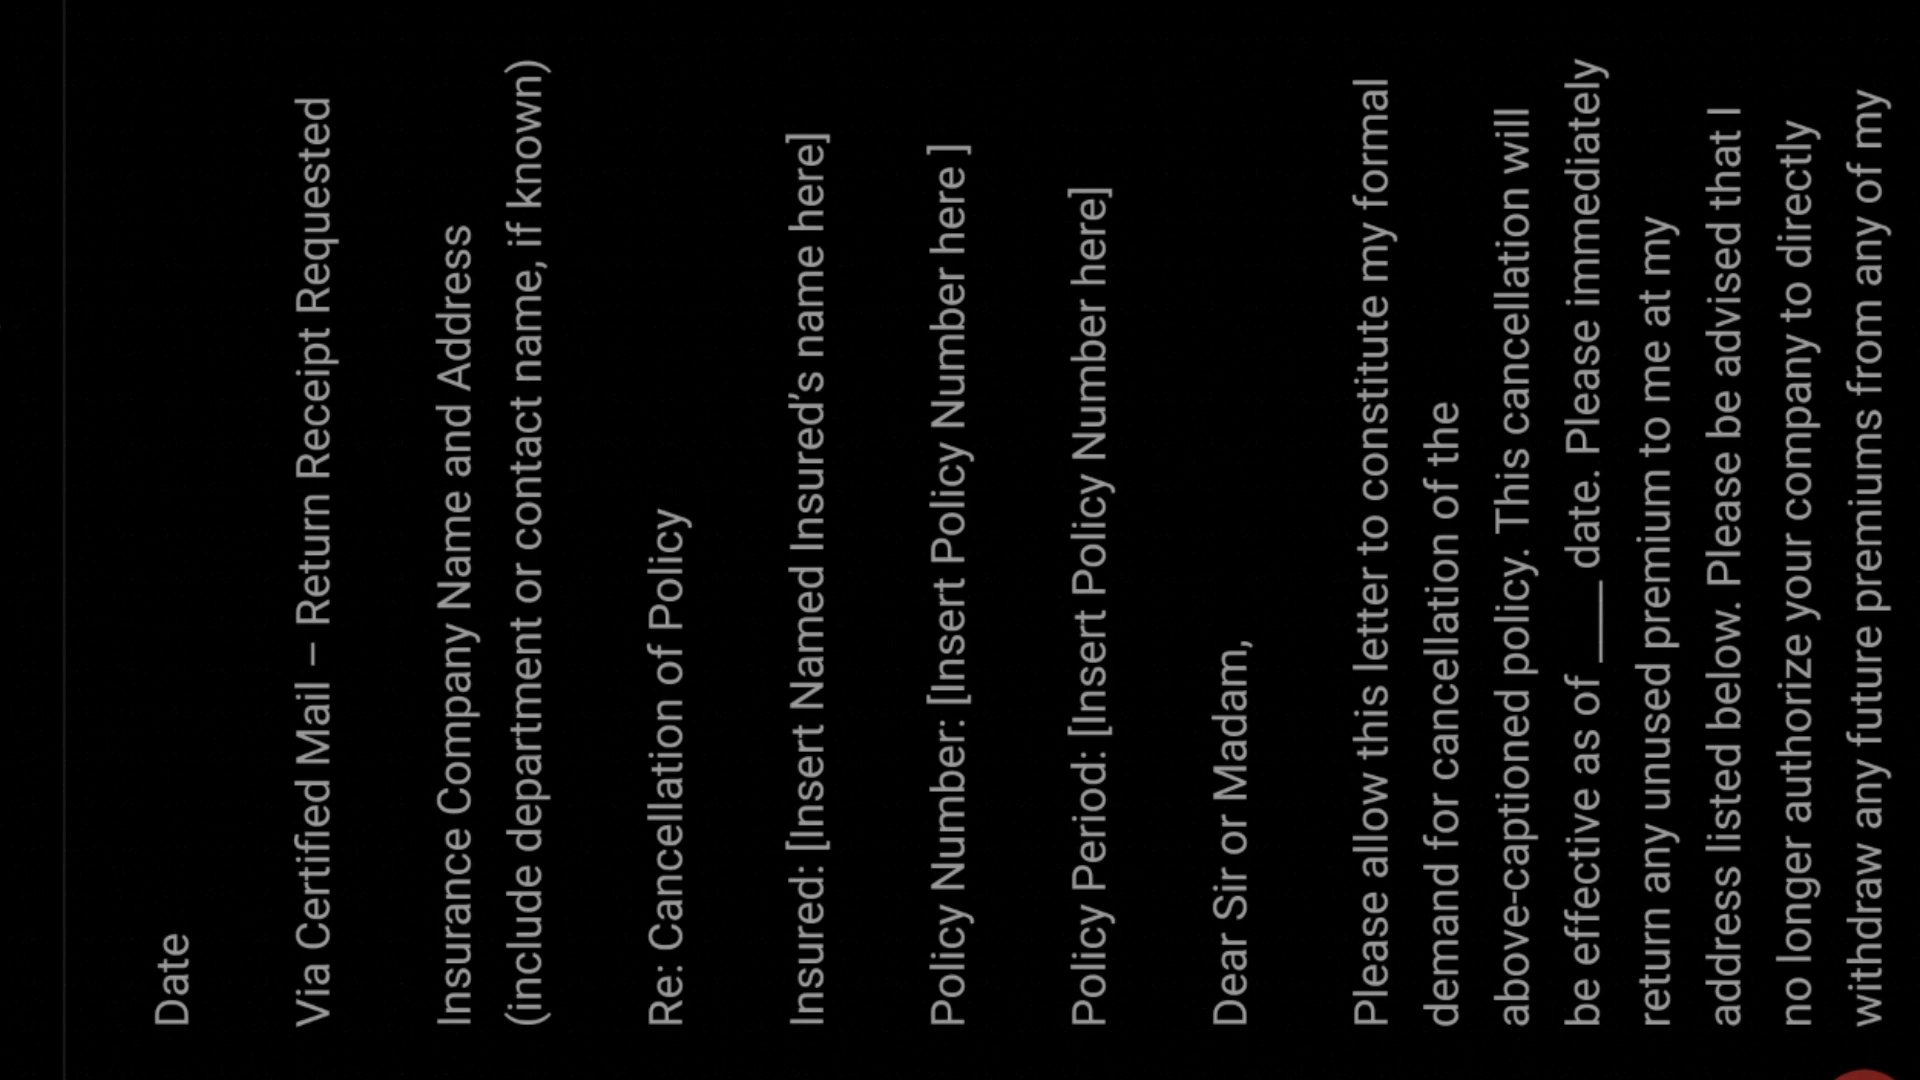 Date
Via Certified Mail – Return Receipt Requested
Insurance Company Name and Address
(include department or contact name, if known)
Re: Cancellation of Policy
Insured: [Insert Named Insured’s name here]
Policy Number: [Insert Policy Number here ]
Policy Period: [Insert Policy Number here]
Dear Sir or Madam,
Please allow this letter to constitute my formal
demand for cancellation of the
above-captioned policy. This cancellation will
be effective as of ____ date. Please immediately
return any unused premium to me at my
address listed below. Please be advised that I
no longer authorize your company to directly
withdraw any future premiums from any of my